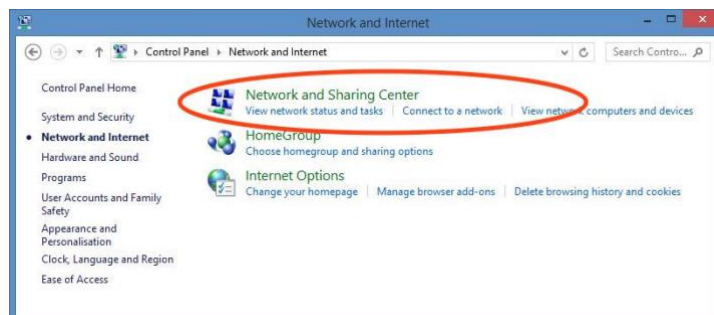 Network and Internet
Control Panel Network and Internet
Search Contro...
Control Panel Home
System and Security
Network and Internet
Hardware and Sound
Programs
User Accounts and Family
Safety
Appearance and
Personalisation
Clock, Language and Region
Ease of Access
Network and Sharing Center
View network status and tasks | Connect to a network | View network computers and devices
HomeGroup
Choose homegroup and sharing options
Internet Options
Change your homepage | Manage browser add-ons | Delete browsing history and cookies